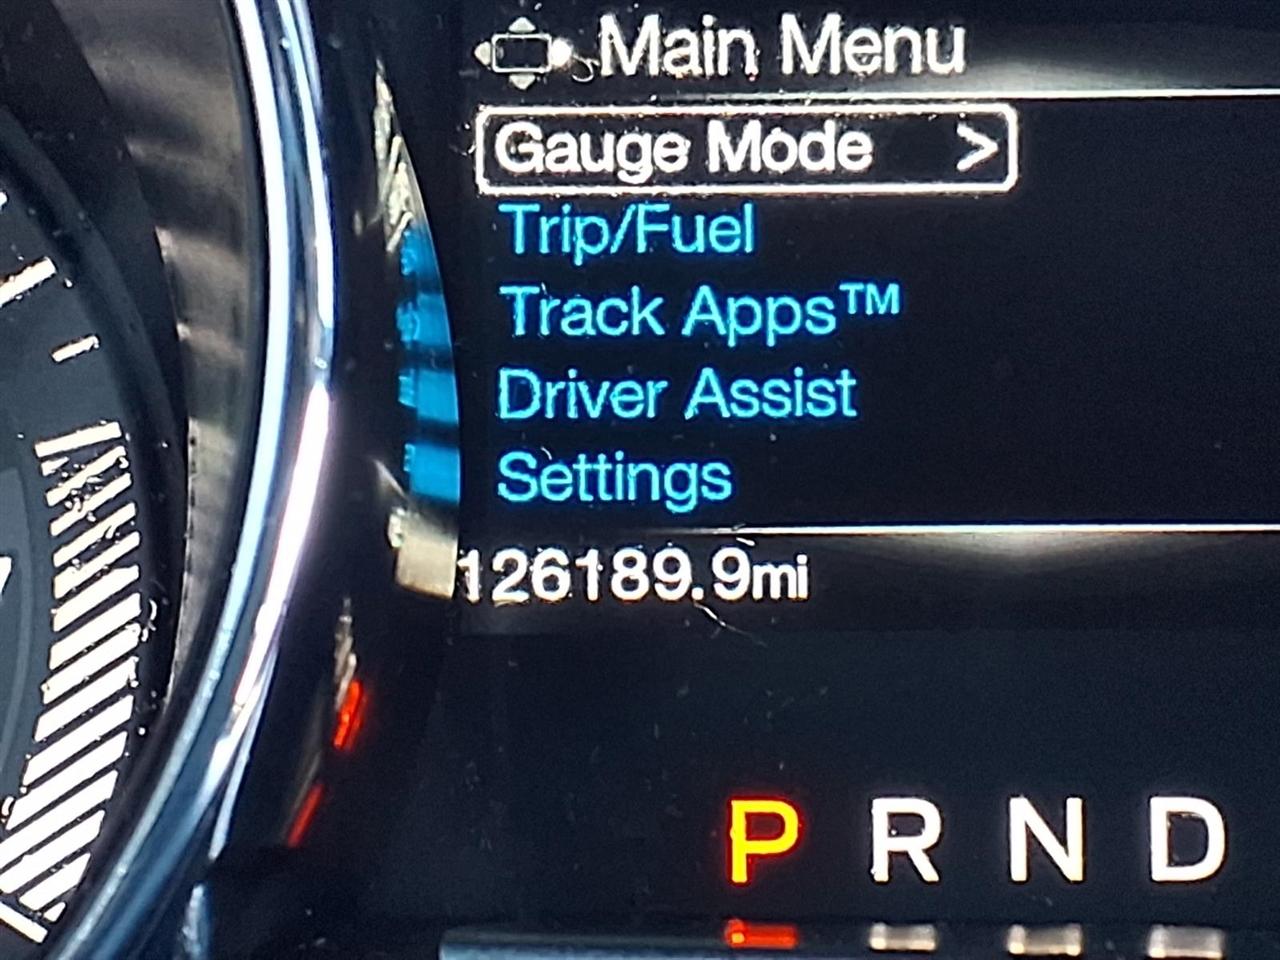 Main Menu
Gauge Mode >
Trip/Fuel
Track Apps™
Driver Assist
Settings
126189.9mi
P R N D